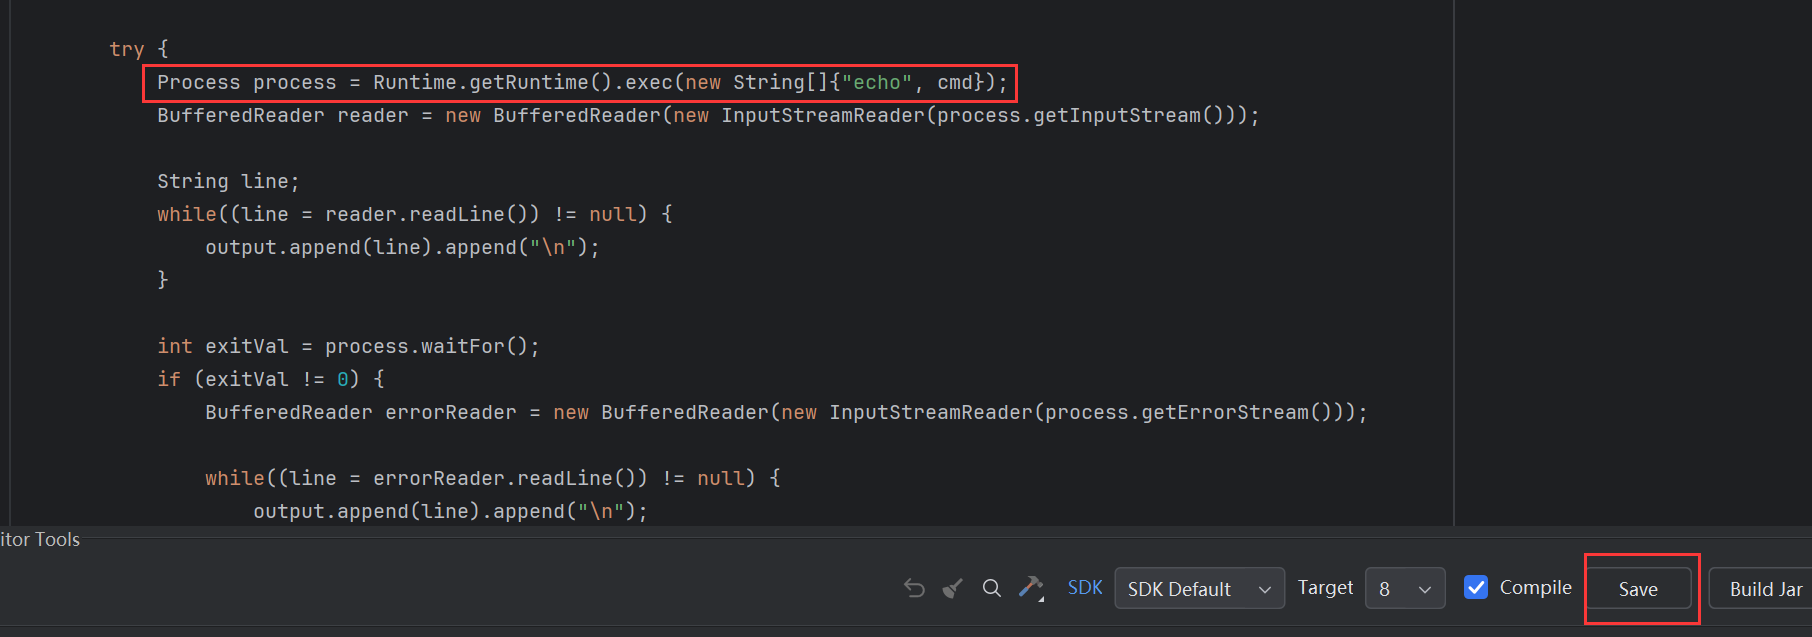 try {
Process process = Runtime.getRuntime().exec(new String[]{"echo", cmd});
BufferedReader reader = new BufferedReader(new InputStreamReader(process.getInputStream()));
String line;
while((line = reader.readLine()) != null) {
output.append(line).append("\n");
}
int exitVal = process.waitFor();
if (exitVal != 0) {
BufferedReader errorReader = new BufferedReader(new InputStreamReader(process.getErrorStream()));
while((line = errorReader.readLine()) != null) {
output.append(line).append("\n");
itor Tools
SDK SDK Default Target 8 Compile Save Build Jar